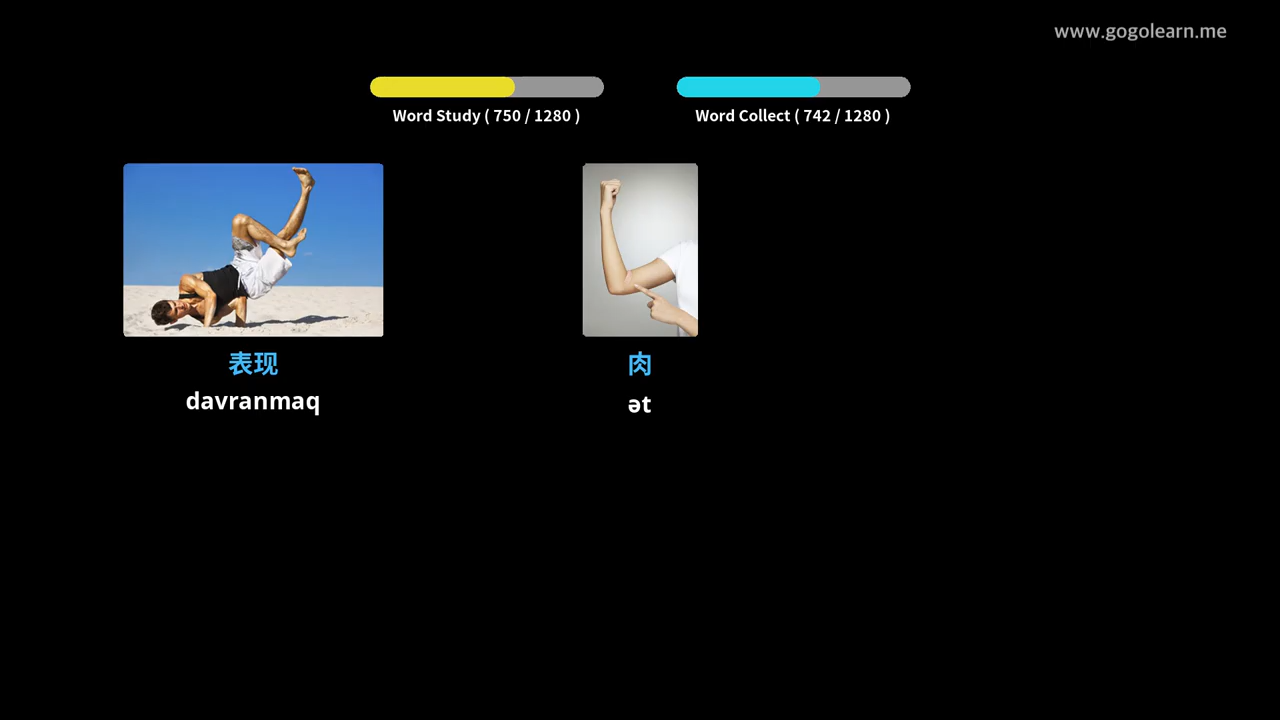 www.gogolearn.me
Word Study ( 750 / 1280 )
Word Collect ( 742 / 1280 )
表现
davranmaq
肉
ət